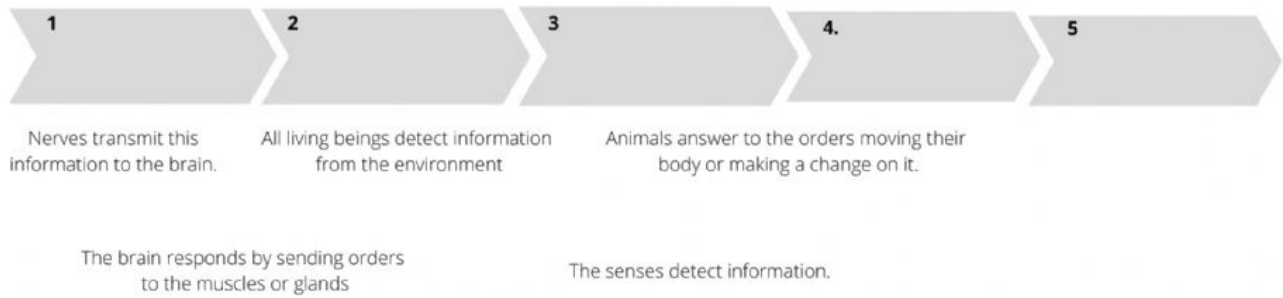 1
2
3
4.
5
Nerves transmit this
information to the brain.
All living beings detect information
from the environment
Animals answer to the orders moving their
body or making a change on it.
The brain responds by sending orders
to the muscles or glands
The senses detect information.